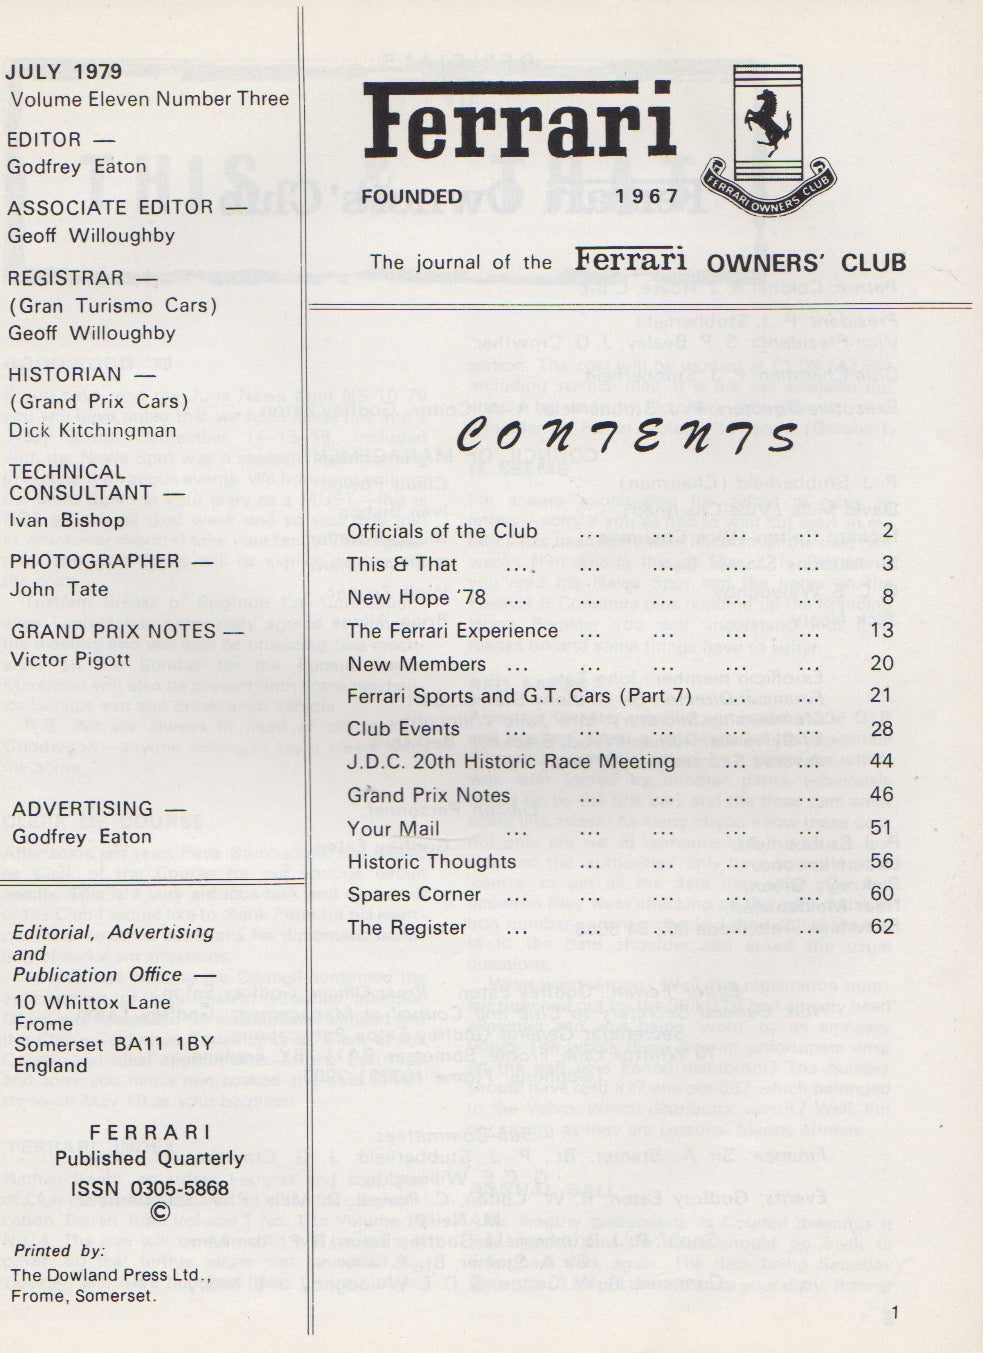 JULY 1979
Volume Eleven Number Three
EDITOR —
Godfrey Eaton
ASSOCIATE EDITOR —
Geoff Willoughby
REGISTRAR —
(Gran Turismo Cars)
Geoff Willoughby
HISTORIAN —
(Grand Prix Cars)
Dick Kitchingman
TECHNICAL
CONSULTANT —
Ivan Bishop
PHOTOGRAPHER —
John Tate
GRAND PRIX NOTES —
Victor Pigott
ADVERTISING —
Godfrey Eaton
Editorial, Advertising
and
Publication Office —
10 Whittox Lane
Frome
Somerset BA11 1BY
England
FERRARI
Published Quarterly
ISSN 0305-5868
©
Printed by:
The Dowland Press Ltd.,
Frome, Somerset.
Ferrari
FOUNDED 1967
FERRARI OWNERS' CLUB
The journal of the Ferrari OWNERS' CLUB
CONTENTS
Officials of the Club ... ... ... ... 2
This & That ... ... ... ... ... 3
New Hope '78 ... ... ... ... ... 8
The Ferrari Experience ... ... ... ... 13
New Members ... ... ... ... ... 20
Ferrari Sports and G.T. Cars (Part 7) ... ... 21
Club Events ... ... ... ... ... 28
J.D.C. 20th Historic Race Meeting ... ... 44
Grand Prix Notes ... ... ... ... 46
Your Mail ... ... ... ... ... 51
Historic Thoughts ... ... ... ... 56
Spares Corner ... ... ... ... ... 60
The Register ... ... ... ... 62
1